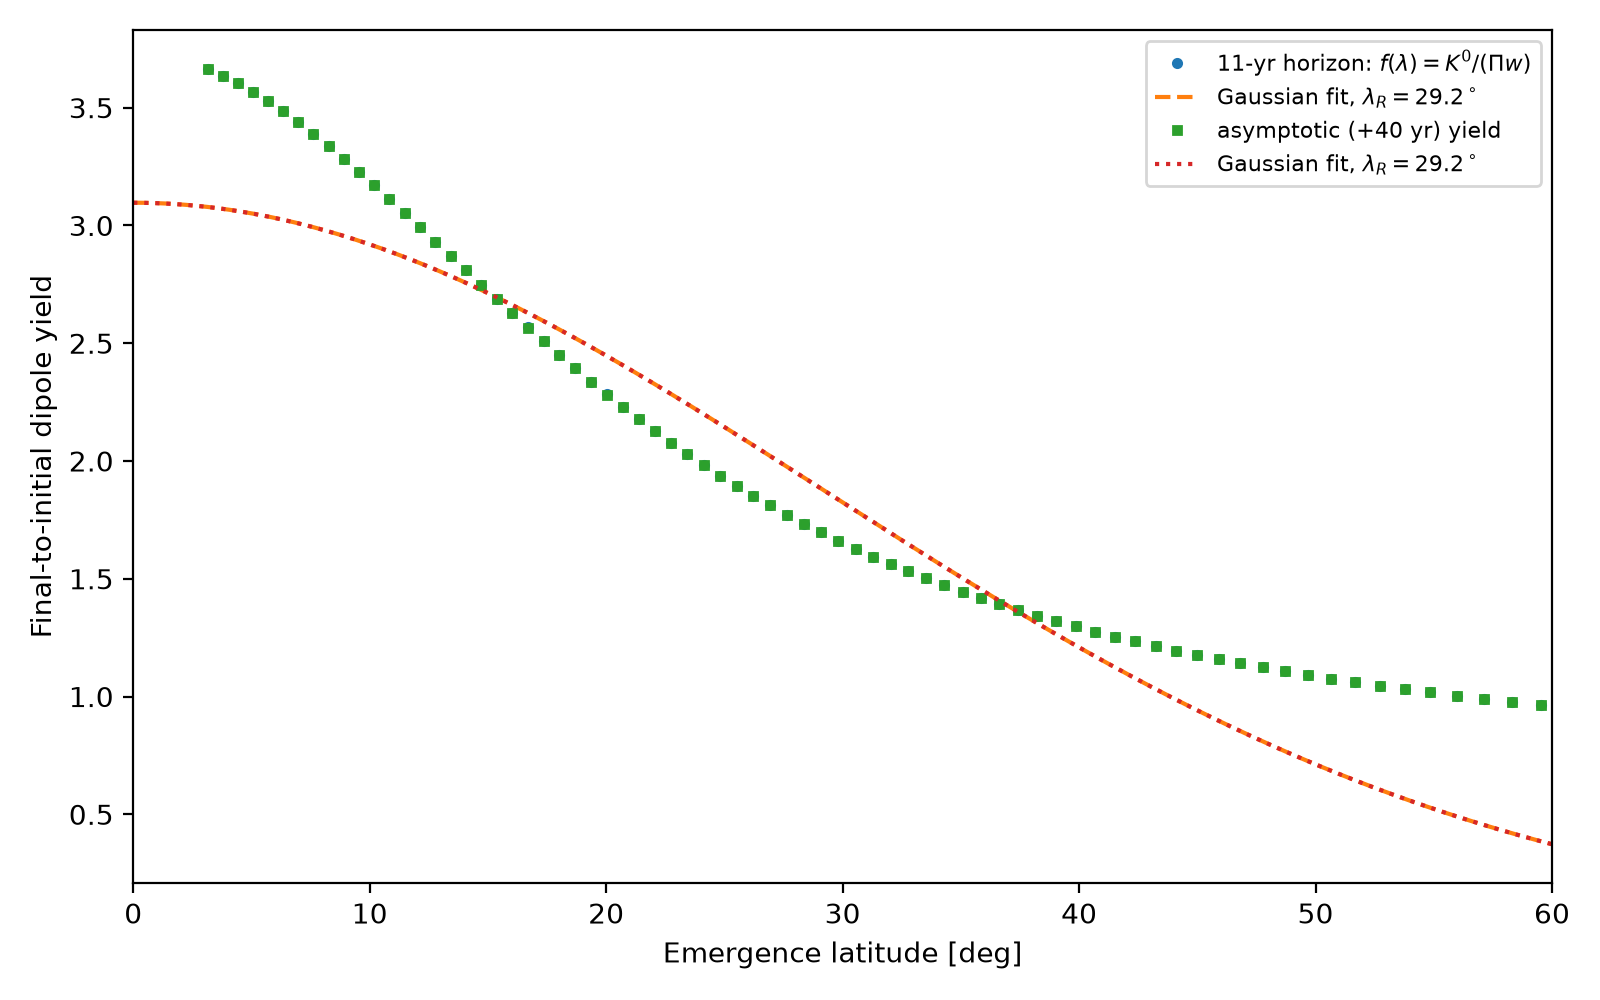 11-yr horizon: f(λ) = K⁰/(Πw)
Gaussian fit, λ_R = 29.2°
asymptotic (+40 yr) yield
Gaussian fit, λ_R = 29.2°
Final-to-initial dipole yield
3.5
3.0
2.5
2.0
1.5
1.0
0.5
0 10 20 30 40 50 60
Emergence latitude [deg]